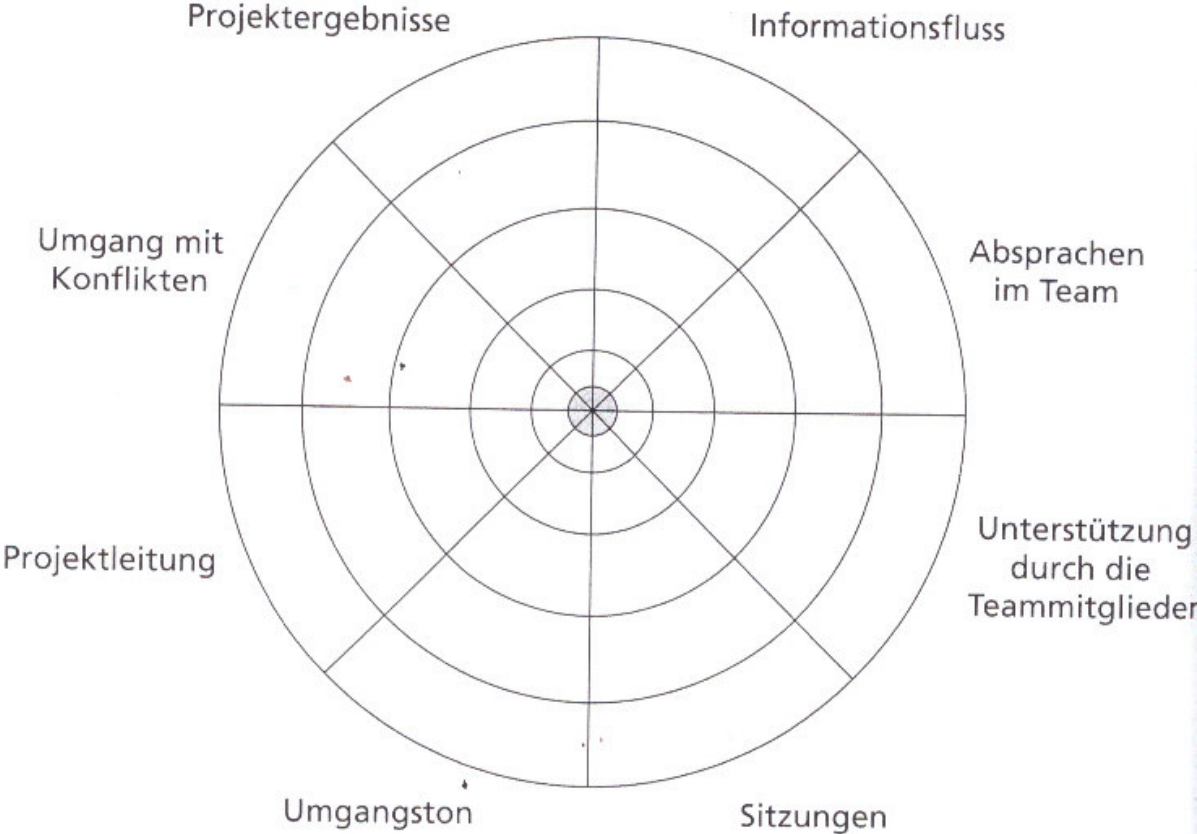 Projektergebnisse
Informationsfluss
Umgang mit
Konflikten
Absprachen
im Team
Projektleitung
Unterstützung
durch die
Teammitglieder
Umgangston
Sitzungen